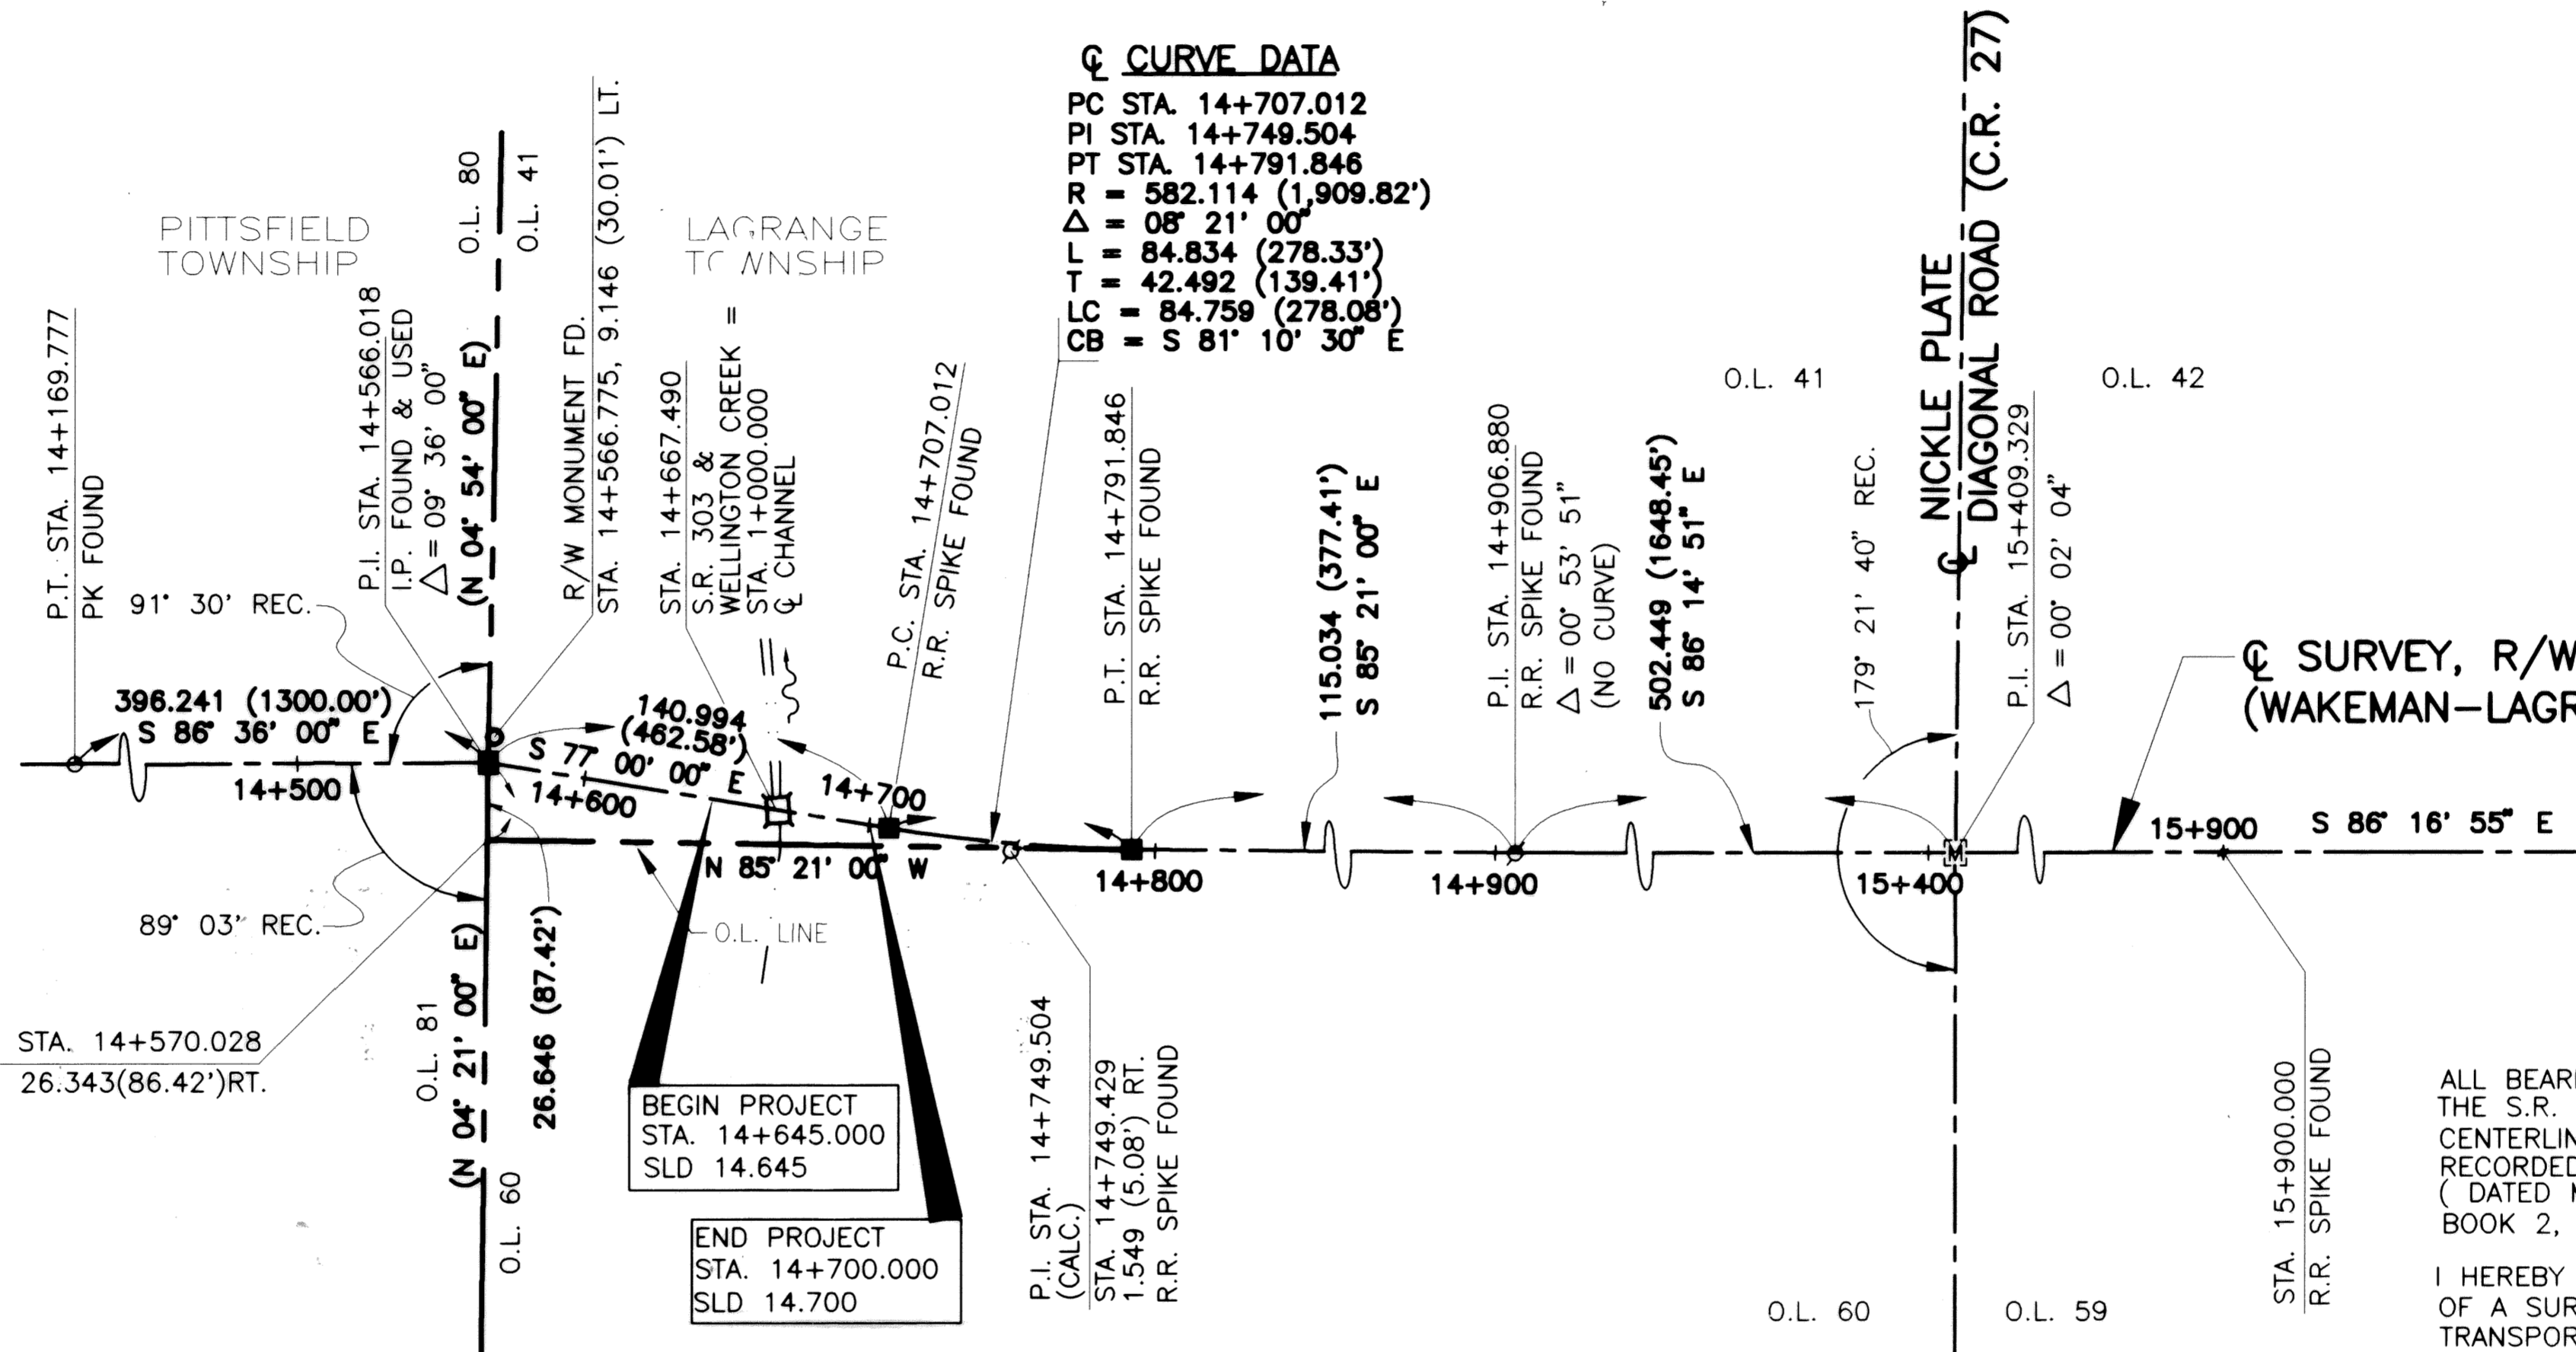 ℄ CURVE DATA
PC STA. 14+707.012
PI STA. 14+749.504
PT STA. 14+791.846
R = 582.114 (1,909.82')
Δ = 08° 21' 00"
L = 84.834 (278.33')
T = 42.492 (139.41')
LC = 84.759 (278.08')
CB = S 81° 10' 30" E
PITTSFIELD
TOWNSHIP
LAGRANGE
TOWNSHIP
O.L. 80
O.L. 41
P.T. STA. 14+169.777
PK FOUND
91° 30' REC.
P.I. STA. 14+566.018
I.P. FOUND & USED
Δ = 09° 36' 00"
(N 04° 54' 00" E)
R/W MONUMENT FD.
STA. 14+566.775, 9.146 (30.01') LT.
STA. 14+667.490
S.R. 303 &
WELLINGTON CREEK =
STA. 1+000.000
℄ CHANNEL
P.C. STA. 14+707.012
R.R. SPIKE FOUND
P.T. STA. 14+791.846
R.R. SPIKE FOUND
115.034 (377.41')
S 85° 21' 00" E
P.I. STA. 14+906.880
R.R. SPIKE FOUND
Δ = 00° 53' 51"
(NO CURVE)
502.449 (1648.45')
S 86° 14' 51" E
O.L. 41
179° 21' 40" REC.
NICKLE PLATE
℄ DIAGONAL ROAD (C.R. 27)
P.I. STA. 15+409.329
Δ = 00° 02' 04"
O.L. 42
℄ SURVEY, R/W
(WAKEMAN-LAGR
396.241 (1300.00')
S 86° 36' 00" E
140.994
(462.58')
S 77° 00' 00" E
14+500
14+600
14+700
14+800
14+900
15+400
M
15+900
S 86° 16' 55" E
N 85° 21' 00" W
O.L. LINE
89° 03' REC.
STA. 14+570.028
26.343(86.42')RT.
O.L. 81
(N 04° 21' 00" E)
O.L. 60
26.646 (87.42')
BEGIN PROJECT
STA. 14+645.000
SLD 14.645
END PROJECT
STA. 14+700.000
SLD 14.700
P.I. STA. 14+749.504
(CALC.)
STA. 14+749.429
1.549 (5.08') RT.
R.R. SPIKE FOUND
O.L. 60
O.L. 59
STA. 15+900.000
R.R. SPIKE FOUND
ALL BEARI
THE S.R.
CENTERLIN
RECORDED
( DATED M
BOOK 2,
I HEREBY
OF A SUR
TRANSPOR